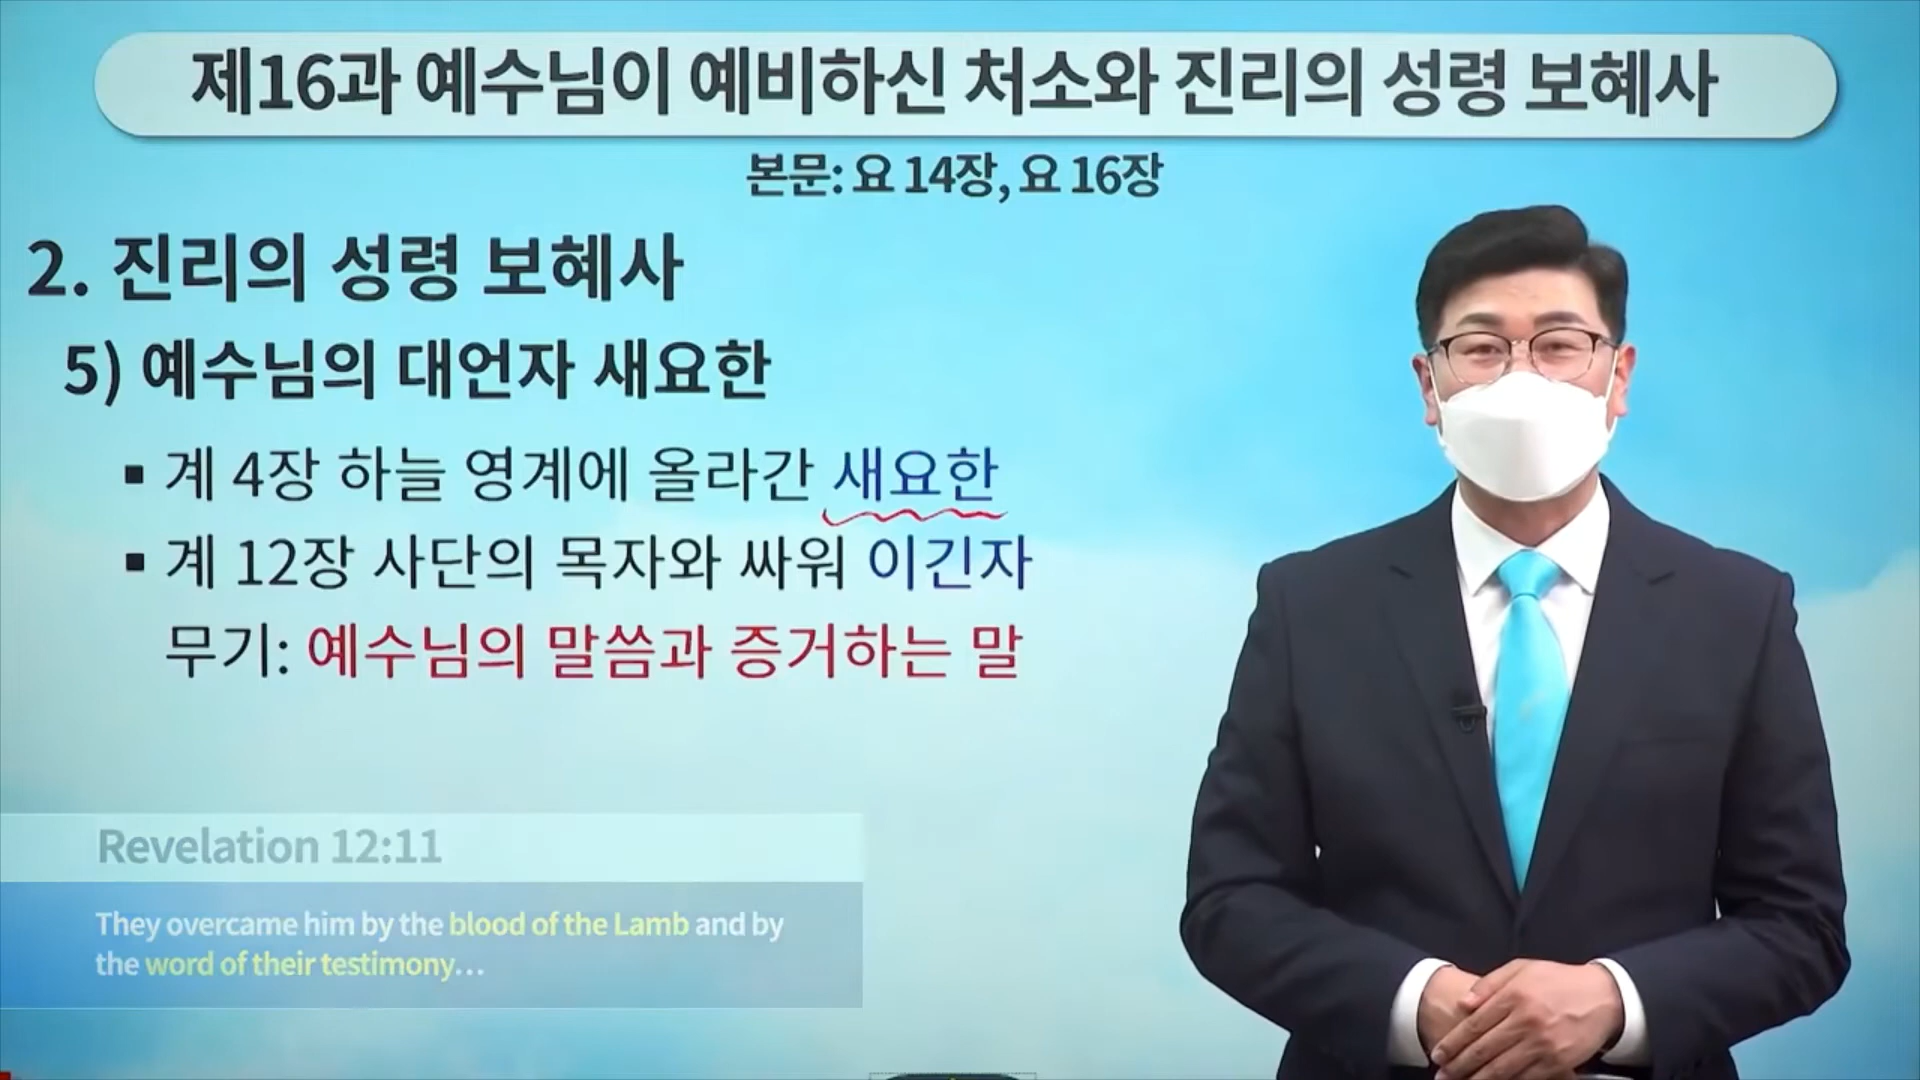 제16과 예수님이 예비하신 처소와 진리의 성령 보혜사
본문: 요 14장, 요 16장
2. 진리의 성령 보혜사
5) 예수님의 대언자 새요한
▪ 계 4장 하늘 영계에 올라간 새요한
▪ 계 12장 사단의 목자와 싸워 이긴자
무기: 예수님의 말씀과 증거하는 말
Revelation 12:11
They overcame him by the blood of the Lamb and by
the word of their testimony...